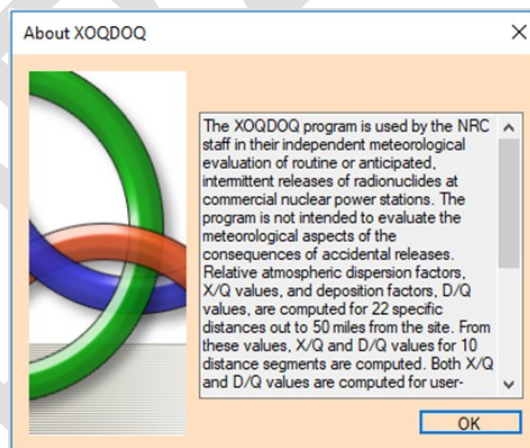 About XOQDOQ
The XOQDOQ program is used by the NRC
staff in their independent meteorological
evaluation of routine or anticipated,
intermittent releases of radionuclides at
commercial nuclear power stations. The
program is not intended to evaluate the
meteorological aspects of the
consequences of accidental releases.
Relative atmospheric dispersion factors,
X/Q values, and deposition factors, D/Q
values, are computed for 22 specific
distances out to 50 miles from the site. From
these values, X/Q and D/Q values for 10
distance segments are computed. Both X/Q
and D/Q values are computed for user-
OK